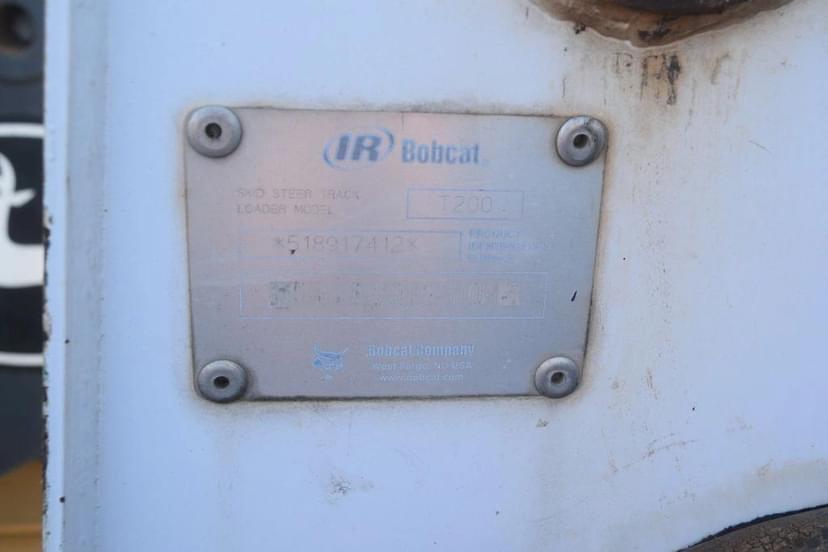 IR Bobcat
SKID STEER TRACK
LOADER MODEL
T200
*518917412*
PRODUCT
IDENTIFICATION
Bobcat Company
West Fargo, ND USA
www.bobcat.com